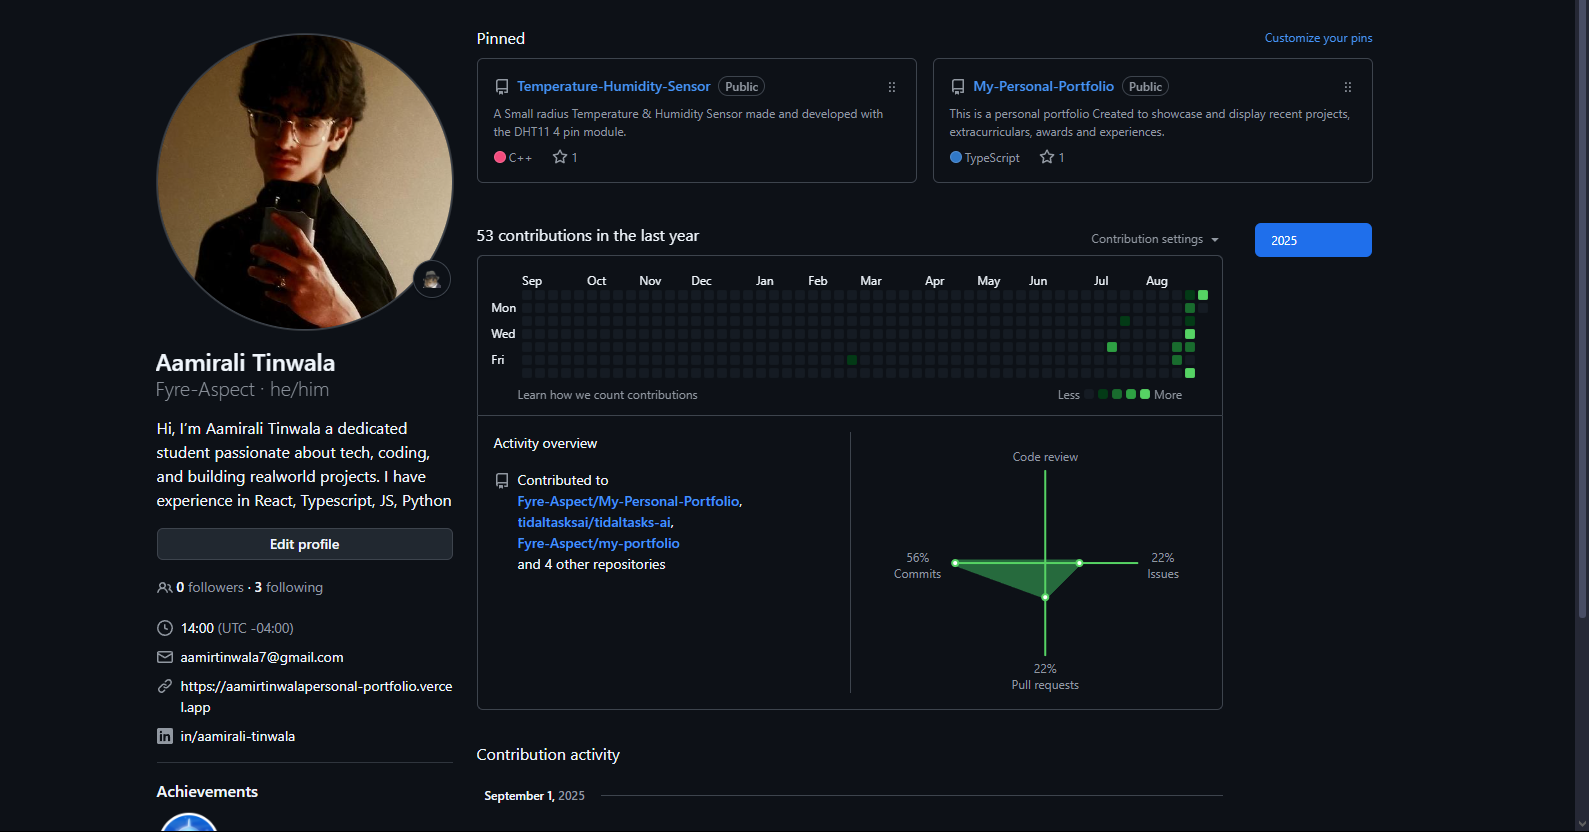 Aamirali Tinwala
Fyre-Aspect · he/him
Hi, I'm Aamirali Tinwala a dedicated
student passionate about tech, coding,
and building realworld projects. I have
experience in React, Typescript, JS, Python
Edit profile
0 followers · 3 following
14:00 (UTC -04:00)
aamirtinwala7@gmail.com
https://aamirtinwalapersonal-portfolio.verce
l.app
in/aamirali-tinwala
Achievements
Pinned
Customize your pins
Temperature-Humidity-Sensor Public
A Small radius Temperature & Humidity Sensor made and developed with
the DHT11 4 pin module.
C++ 1
My-Personal-Portfolio Public
This is a personal portfolio Created to showcase and display recent projects,
extracurriculars, awards and experiences.
TypeScript 1
53 contributions in the last year
Contribution settings
2025
Sep Oct Nov Dec Jan Feb Mar Apr May Jun Jul Aug
Mon
Wed
Fri
Learn how we count contributions
Less More
Activity overview
Contributed to
Fyre-Aspect/My-Personal-Portfolio,
tidaltasksai/tidaltasks-ai,
Fyre-Aspect/my-portfolio
and 4 other repositories
Code review
56%
Commits
22%
Issues
22%
Pull requests
Contribution activity
September 1, 2025